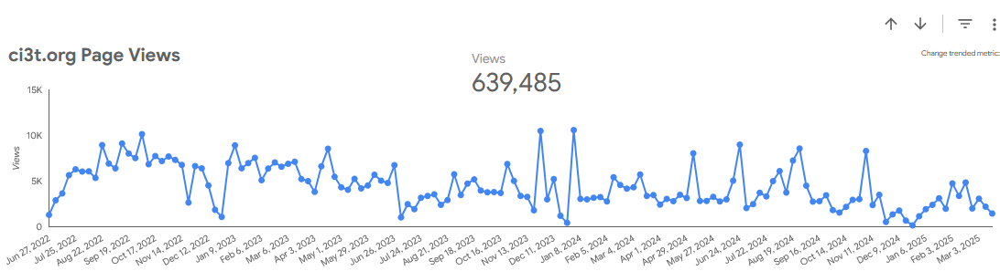 ci3t.org Page Views
Views
639,485
Change trended metric:
15K
10K
5K
0
Views
Jun 27, 2022
Jul 25, 2022
Aug 22, 2022
Sep 19, 2022
Oct 17, 2022
Nov 14, 2022
Dec 12, 2022
Jan 9, 2023
Feb 6, 2023
Mar 6, 2023
Apr 3, 2023
May 1, 2023
May 29, 2023
Jun 26, 2023
Jul 24, 2023
Aug 21, 2023
Sep 18, 2023
Oct 16, 2023
Nov 13, 2023
Dec 11, 2023
Jan 8, 2024
Feb 5, 2024
Mar 4, 2024
Apr 1, 2024
Apr 29, 2024
May 27, 2024
Jun 24, 2024
Jul 22, 2024
Aug 19, 2024
Sep 16, 2024
Oct 14, 2024
Nov 11, 2024
Dec 9, 2024
Jan 6, 2025
Feb 3, 2025
Mar 3, 2025